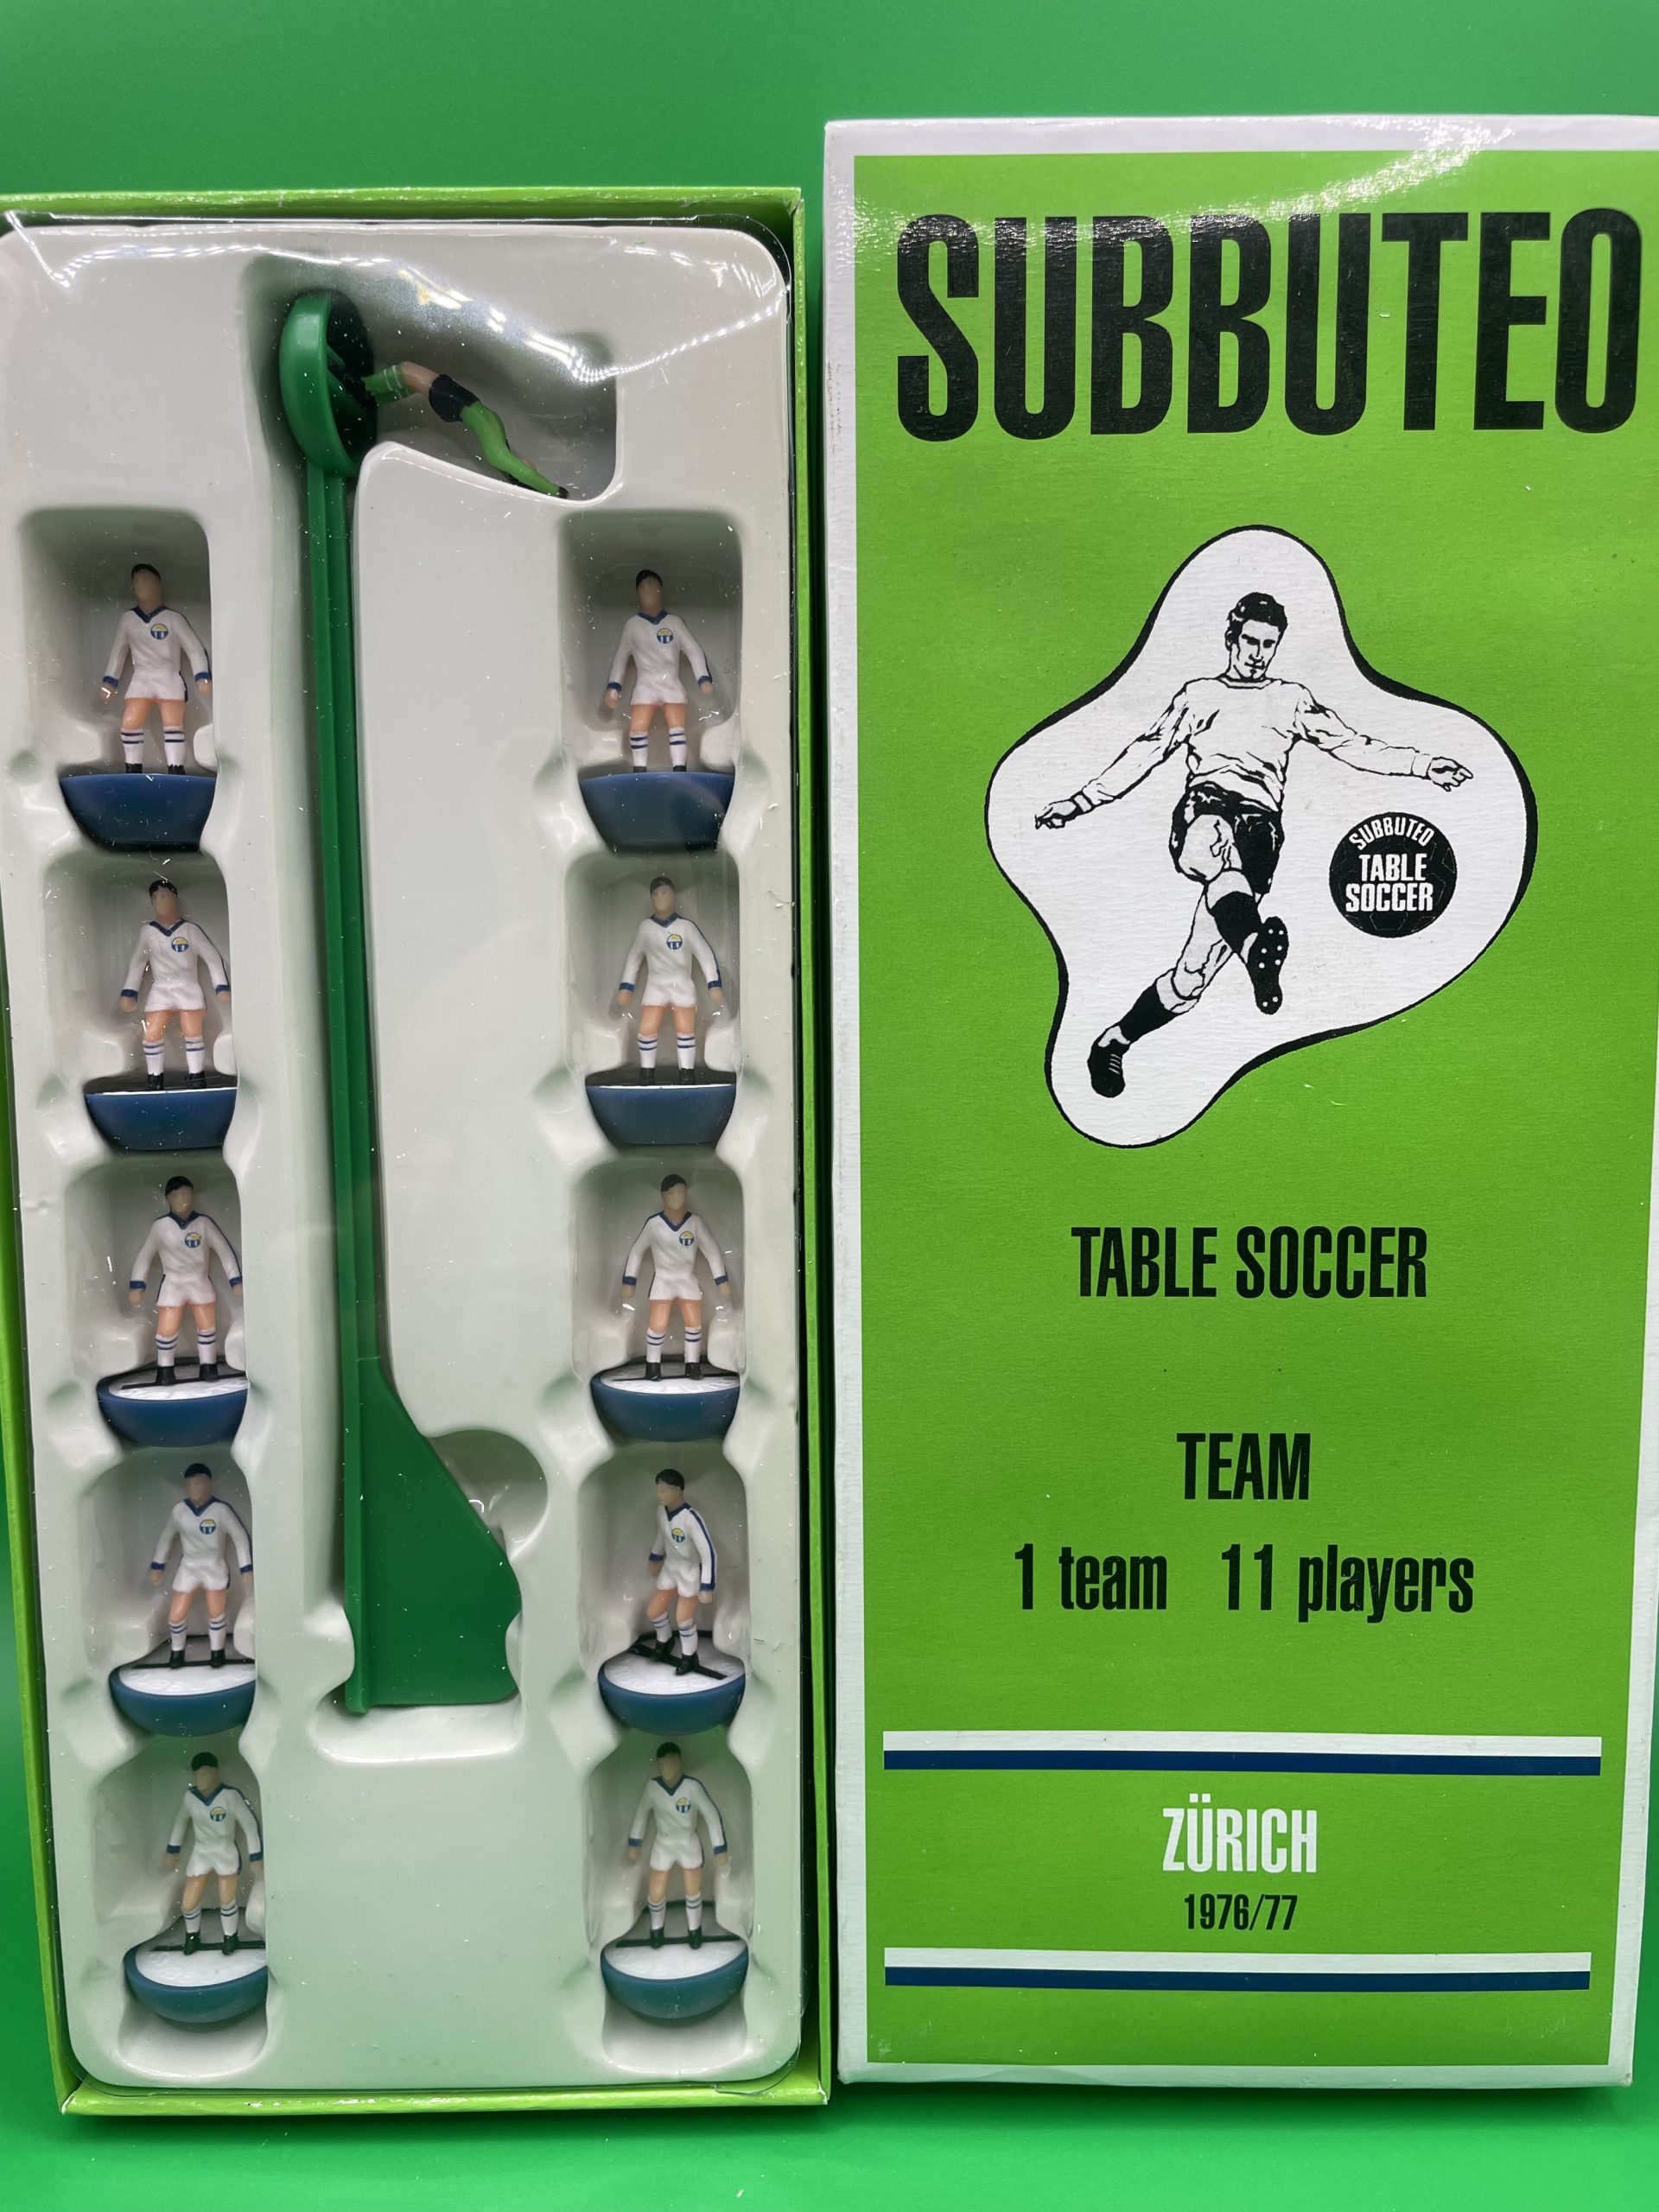 SUBBUTEO
SUBBUTEO
TABLE
SOCCER
TABLE SOCCER
TEAM
1 team 11 players
ZÜRICH
1976/77